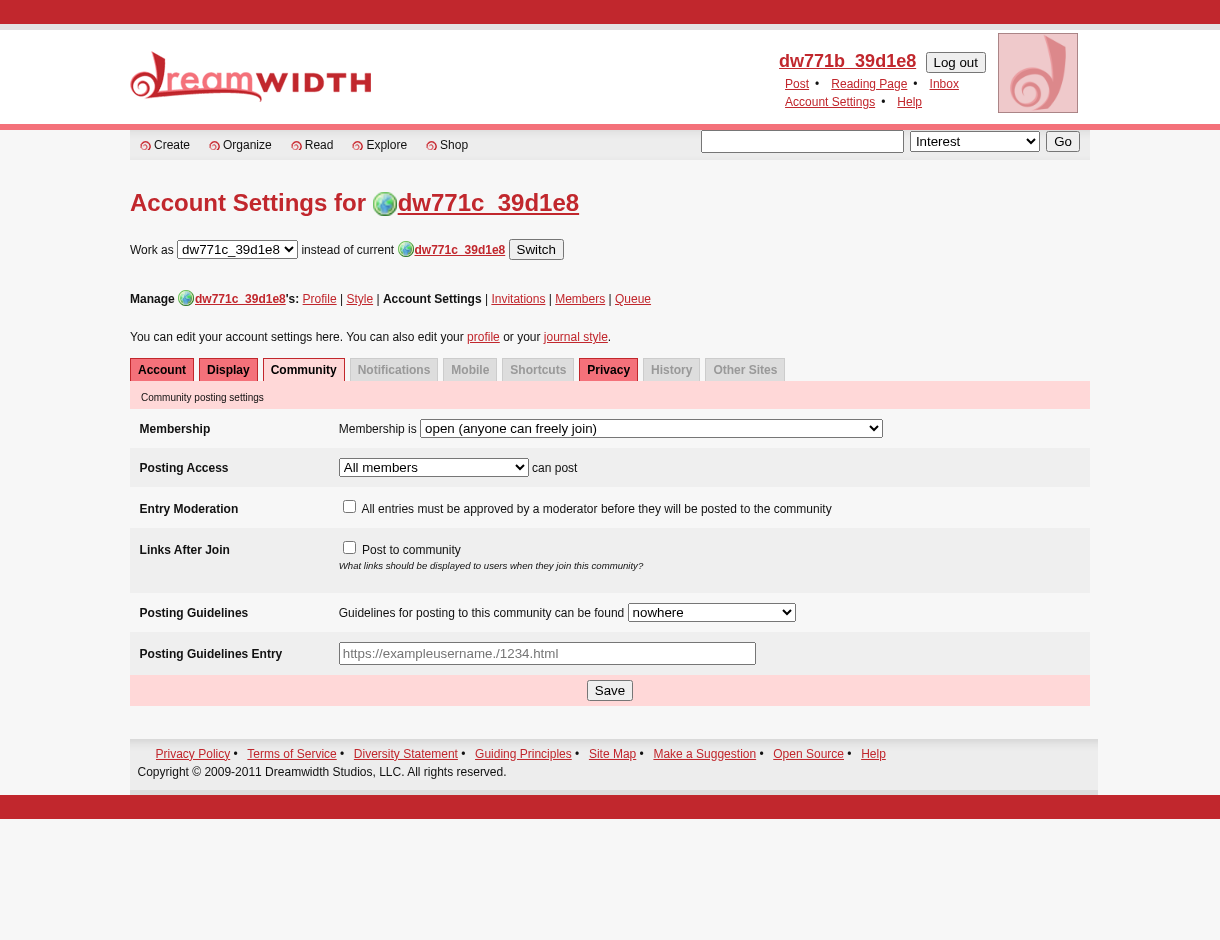 dreamWIDTH
dw771b_39d1e8 Log out
Post • Reading Page • Inbox
Account Settings • Help
Create Organize Read Explore Shop Interest Go
Account Settings for dw771c_39d1e8
Work as dw771c_39d1e8 instead of current dw771c_39d1e8 Switch
Manage dw771c_39d1e8's: Profile | Style | Account Settings | Invitations | Members | Queue
You can edit your account settings here. You can also edit your profile or your journal style.
Account Display Community Notifications Mobile Shortcuts Privacy History Other Sites
Community posting settings
Membership Membership is open (anyone can freely join)
Posting Access All members can post
Entry Moderation All entries must be approved by a moderator before they will be posted to the community
Links After Join Post to community
What links should be displayed to users when they join this community?
Posting Guidelines Guidelines for posting to this community can be found nowhere
Posting Guidelines Entry https://exampleusername./1234.html
Save
Privacy Policy • Terms of Service • Diversity Statement • Guiding Principles • Site Map • Make a Suggestion • Open Source • Help
Copyright © 2009-2011 Dreamwidth Studios, LLC. All rights reserved.